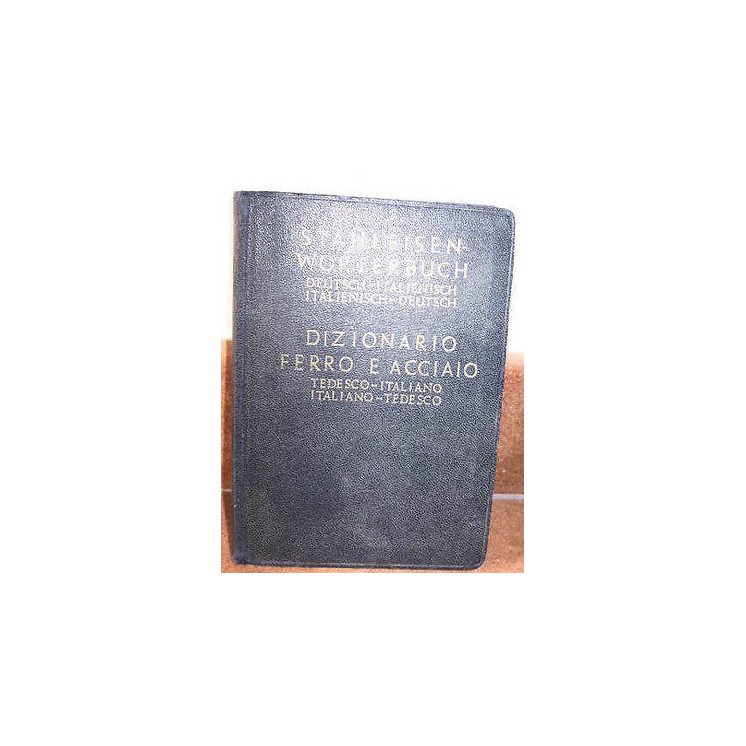 STAHLEISEN-
WÖRTERBUCH
DEUTSCH-ITALIENISCH
ITALIENISCH-DEUTSCH
DIZIONARIO
FERRO E ACCIAIO
TEDESCO-ITALIANO
ITALIANO-TEDESCO